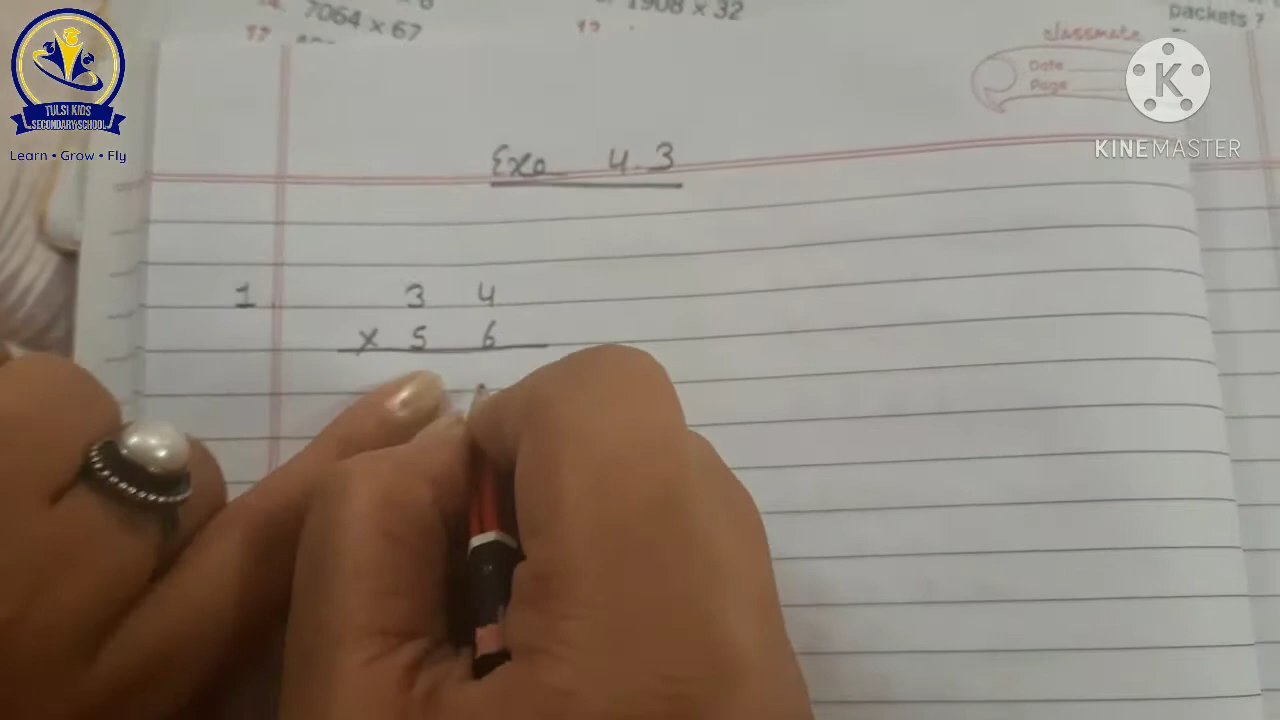 7064 x 67
1908 x 32
packets ?
17
classmate
Date
Page
TULSI KIDS
SECONDARY SCHOOL
Learn • Grow • Fly
K
KINEMASTER
Exe 4.3
1 3 4
x 5 6